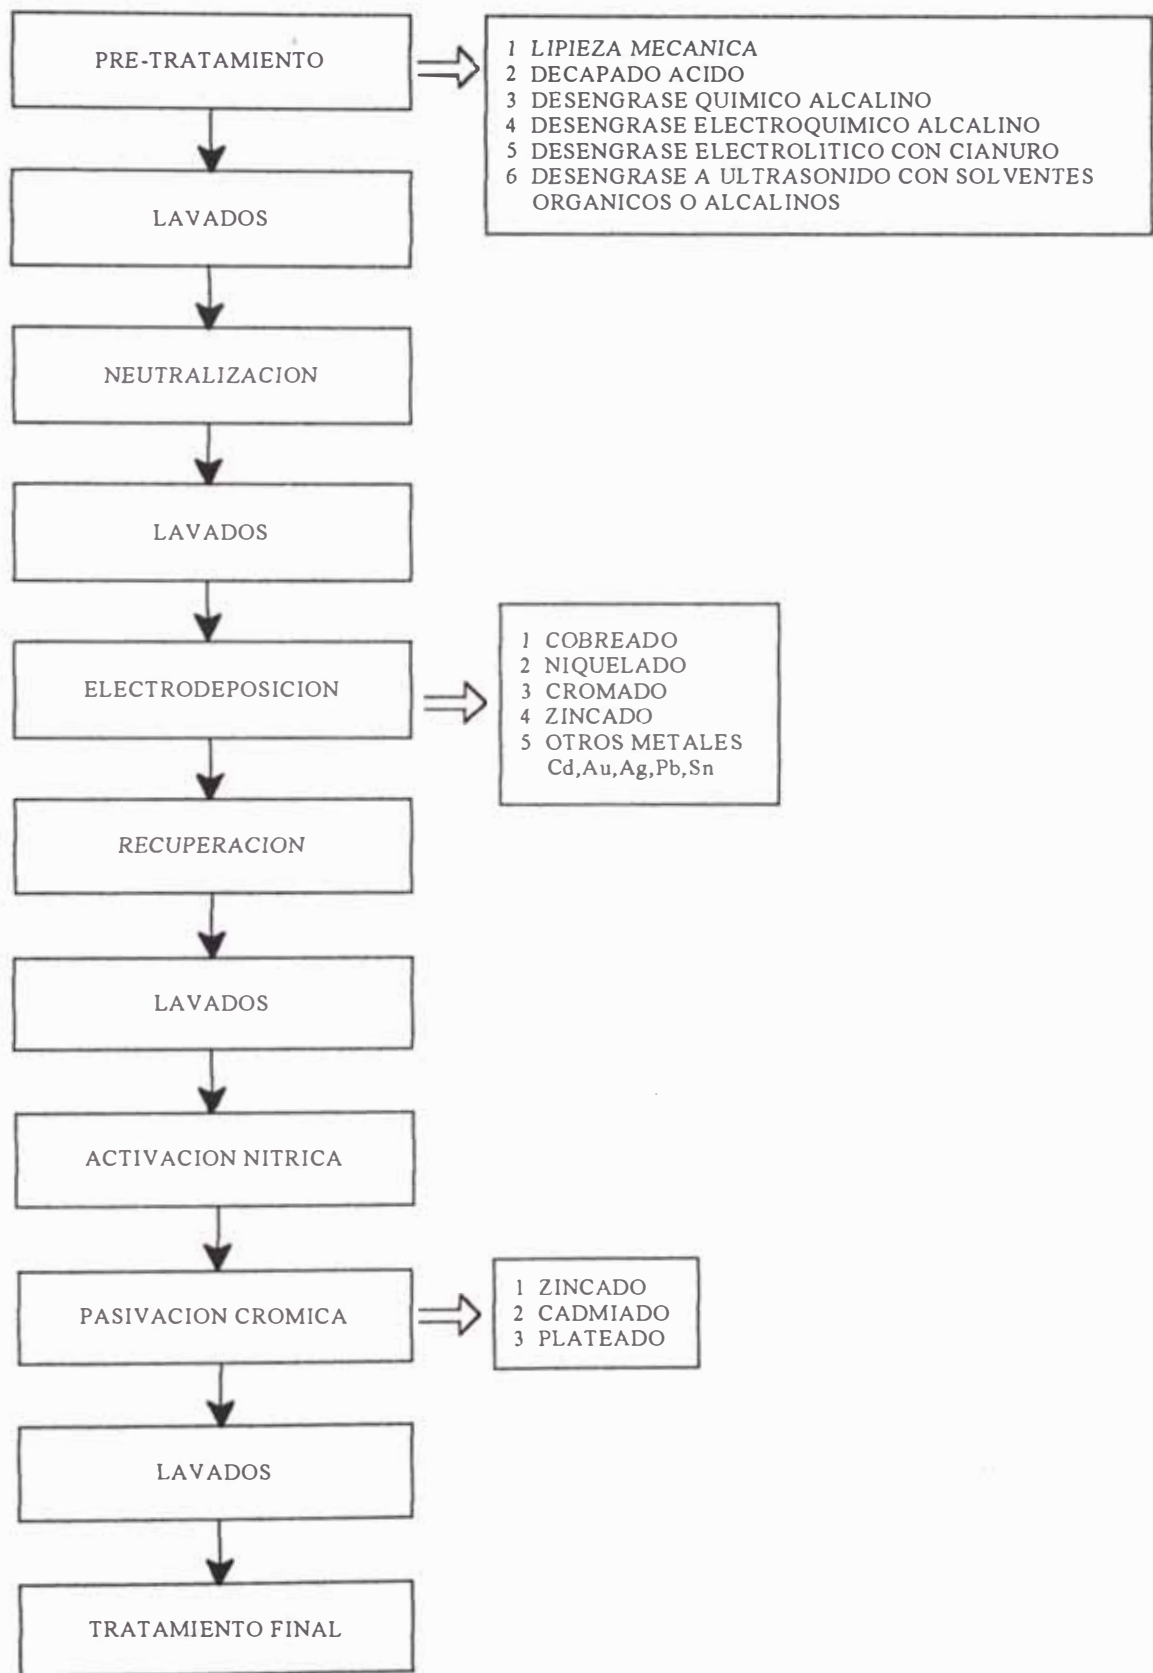 PRE-TRATAMIENTO
1 LIPIEZA MECANICA
2 DECAPADO ACIDO
3 DESENGRASE QUIMICO ALCALINO
4 DESENGRASE ELECTROQUIMICO ALCALINO
5 DESENGRASE ELECTROLITICO CON CIANURO
6 DESENGRASE A ULTRASONIDO CON SOLVENTES
ORGANICOS O ALCALINOS
LAVADOS
NEUTRALIZACION
LAVADOS
ELECTRODEPOSICION
1 COBREADO
2 NIQUELADO
3 CROMADO
4 ZINCADO
5 OTROS METALES
Cd,Au,Ag,Pb,Sn
RECUPERACION
LAVADOS
ACTIVACION NITRICA
PASIVACION CROMICA
1 ZINCADO
2 CADMIADO
3 PLATEADO
LAVADOS
TRATAMIENTO FINAL